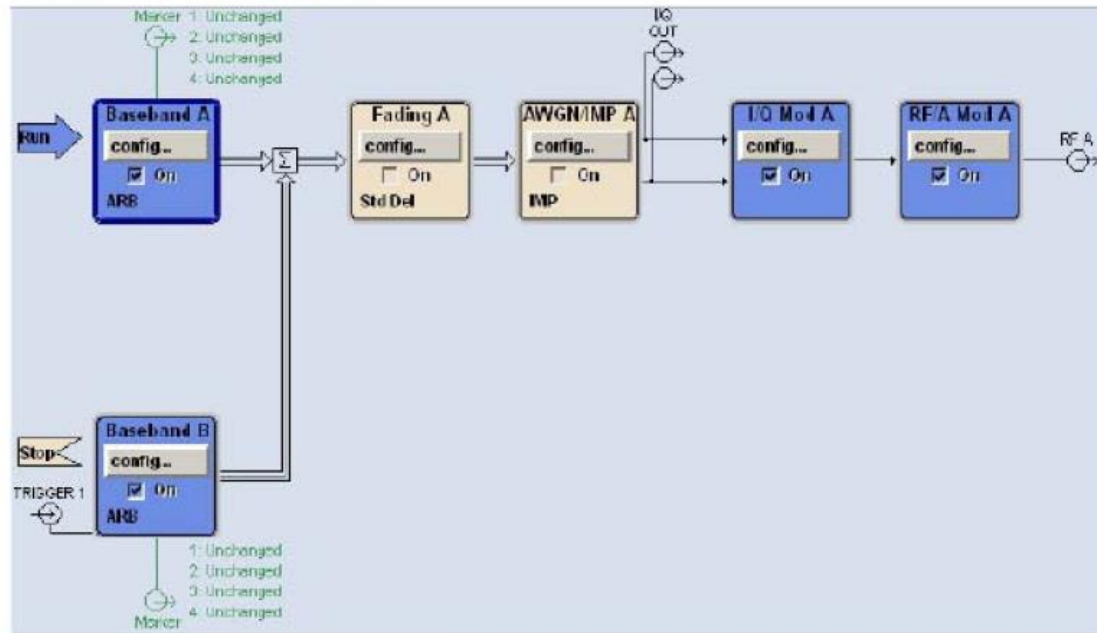 Marker 1: Unchanged
2: Unchanged
3: Unchanged
4: Unchanged
I/Q
OUT
Run
Baseband A
config...
On
ARB
Σ
Fading A
config...
On
Std Del
AWGN/IMP A
config...
On
IMP
I/Q Mod A
config...
On
RF/A Mod A
config...
On
RF A
Stop
TRIGGER 1
Baseband B
config...
On
ARB
1: Unchanged
2: Unchanged
3: Unchanged
4: Unchanged
Marker